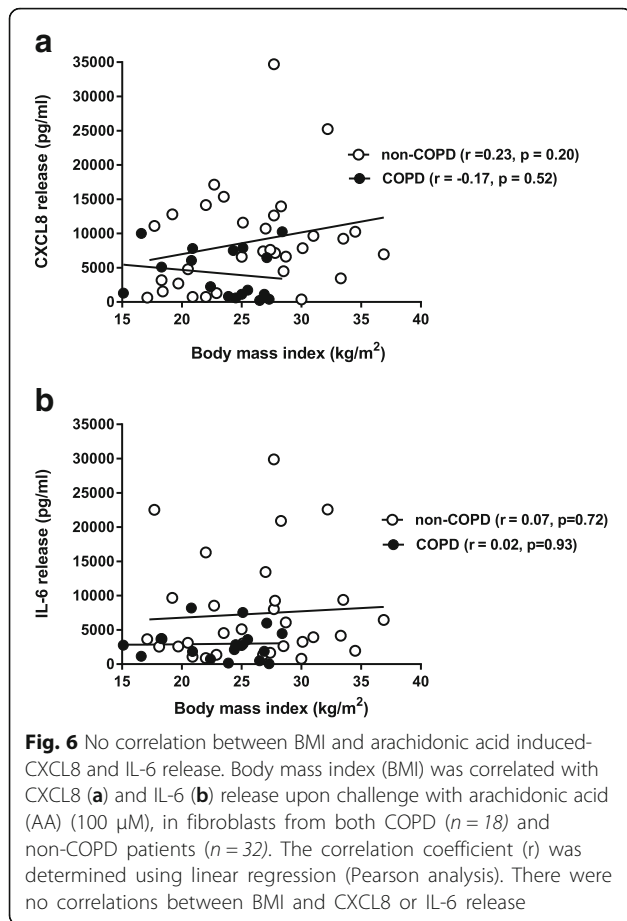 a
35000
30000
25000
20000
15000
10000
5000
0
CXCL8 release (pg/ml)
non-COPD (r =0.23, p = 0.20)
COPD (r = -0.17, p = 0.52)
15 20 25 30 35 40
Body mass index (kg/m²)
b
35000
30000
25000
20000
15000
10000
5000
0
IL-6 release (pg/ml)
non-COPD (r = 0.07, p=0.72)
COPD (r = 0.02, p=0.93)
15 20 25 30 35 40
Body mass index (kg/m²)
Fig. 6 No correlation between BMI and arachidonic acid induced-
CXCL8 and IL-6 release. Body mass index (BMI) was correlated with
CXCL8 (a) and IL-6 (b) release upon challenge with arachidonic acid
(AA) (100 μM), in fibroblasts from both COPD (n = 18) and
non-COPD patients (n = 32). The correlation coefficient (r) was
determined using linear regression (Pearson analysis). There were
no correlations between BMI and CXCL8 or IL-6 release